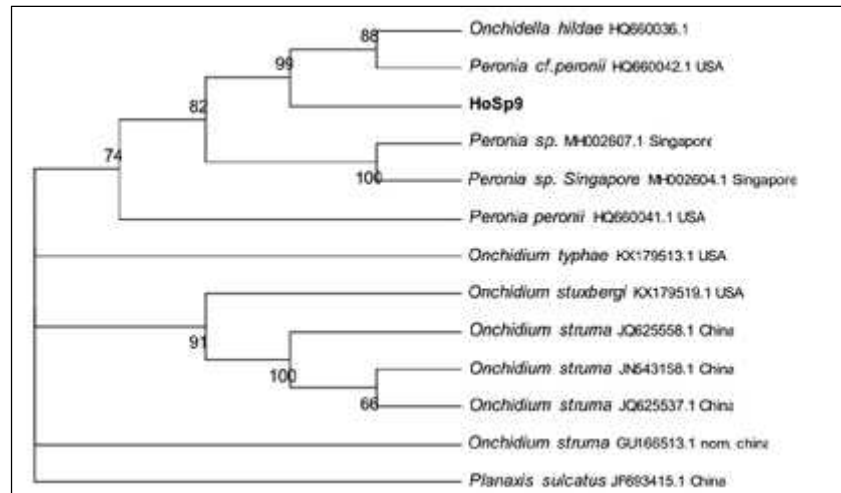 Onchidella hildae HQ660036.1
88
Peronia cf.peronii HQ660042.1 USA
99
HoSp9
82
Peronia sp. MH002607.1 Singapore
74
100
Peronia sp. Singapore MH002604.1 Singapore
Peronia peronii HQ660041.1 USA
Onchidium typhae KX179513.1 USA
Onchidium stuxbergi KX179519.1 USA
91
Onchidium struma JQ625558.1 China
100
Onchidium struma JN543158.1 China
66
Onchidium struma JQ625537.1 China
Onchidium struma GU166513.1 nom. china
Planaxis sulcatus JF693415.1 China